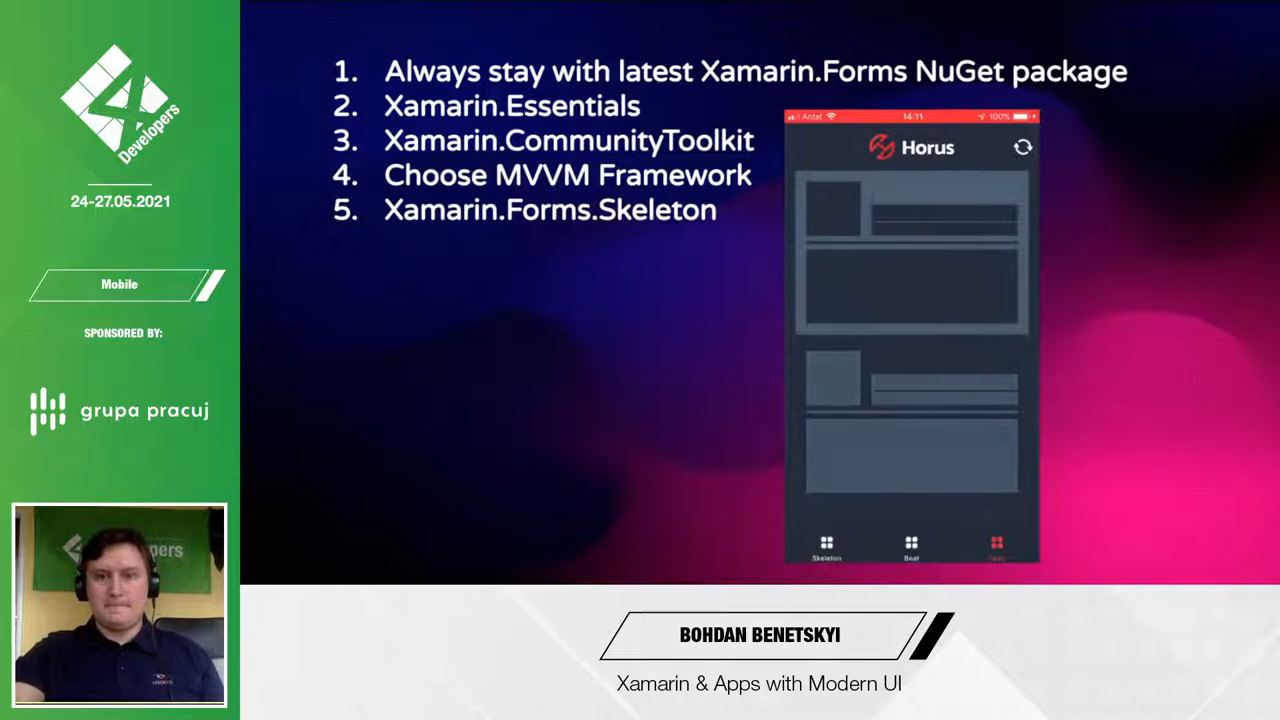 4
Developers
24-27.05.2021
Mobile
SPONSORED BY:
grupa pracuj
1. Always stay with latest Xamarin.Forms NuGet package
2. Xamarin.Essentials
3. Xamarin.CommunityToolkit
4. Choose MVVM Framework
5. Xamarin.Forms.Skeleton
Antel 14:11 100%
Horus
Skeleton Beat
BOHDAN BENETSKYI
Xamarin & Apps with Modern UI